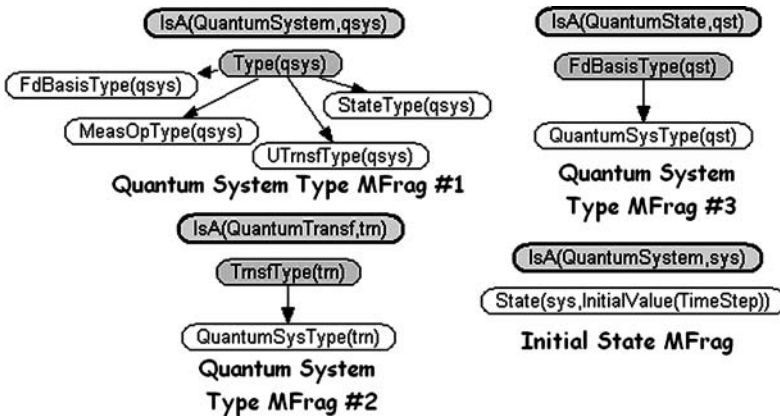 IsA(QuantumSystem,qsys)
Type(qsys)
FdBasisType(qsys)
StateType(qsys)
MeasOpType(qsys)
UTrnsfType(qsys)
Quantum System Type MFrag #1
IsA(QuantumState,qst)
FdBasisType(qst)
QuantumSysType(qst)
Quantum System
Type MFrag #3
IsA(QuantumTransf,trn)
TrnsfType(trn)
QuantumSysType(trn)
Quantum System
Type MFrag #2
IsA(QuantumSystem,sys)
State(sys,InitialValue(TimeStep))
Initial State MFrag